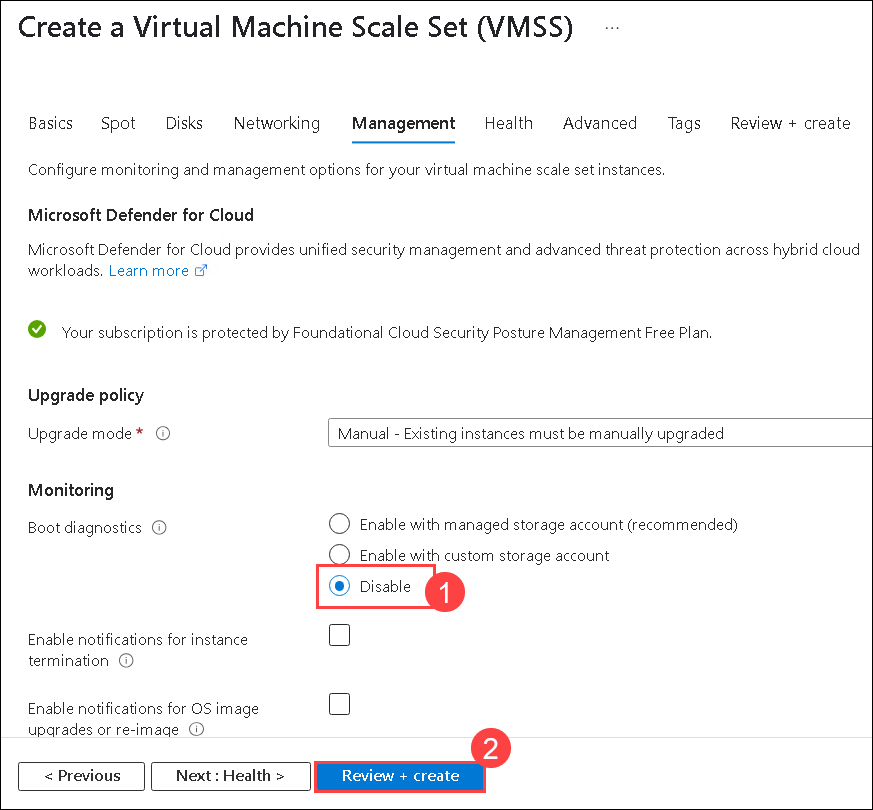 Create a Virtual Machine Scale Set (VMSS) ...
Basics Spot Disks Networking Management Health Advanced Tags Review + create
Configure monitoring and management options for your virtual machine scale set instances.
Microsoft Defender for Cloud
Microsoft Defender for Cloud provides unified security management and advanced threat protection across hybrid cloud
workloads. Learn more
Your subscription is protected by Foundational Cloud Security Posture Management Free Plan.
Upgrade policy
Upgrade mode * Manual - Existing instances must be manually upgraded
Monitoring
Boot diagnostics Enable with managed storage account (recommended)
Enable with custom storage account
Disable 1
Enable notifications for instance
termination
Enable notifications for OS image
upgrades or re-image
2
< Previous Next : Health > Review + create